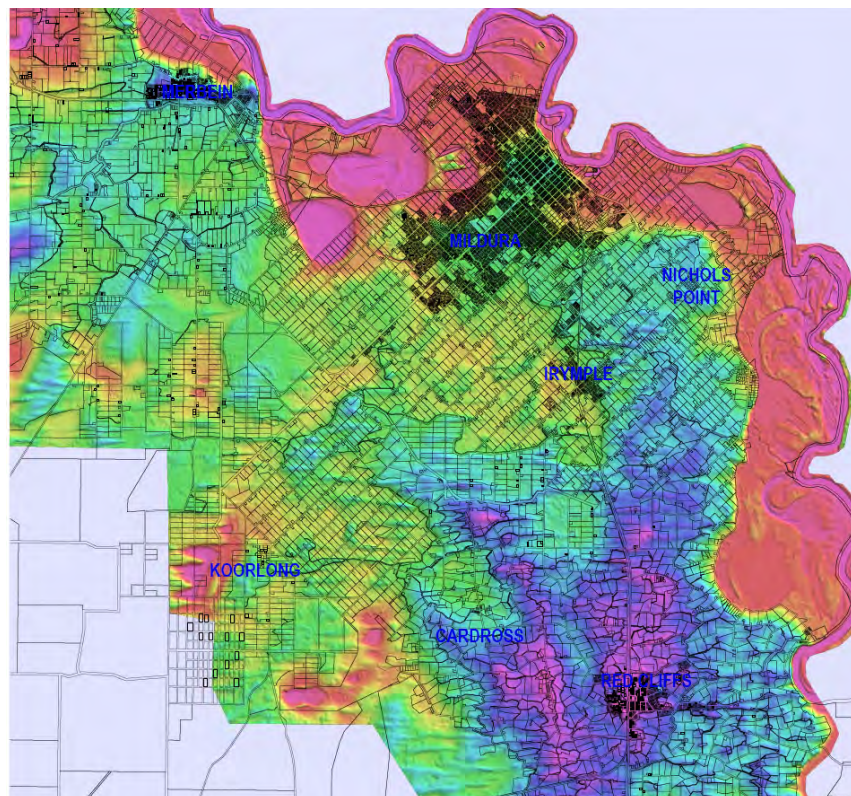 MERBEIN
MILDURA
NICHOLS
POINT
IRYMPLE
KOORLONG
CARDROSS
RED CLIFFS